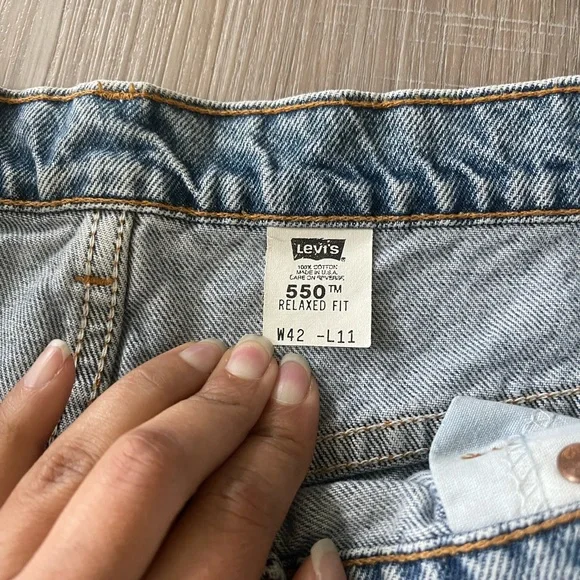 Levi's
100% COTTON
MADE IN U.S.A.
CARE ON REVERSE
550™
RELAXED FIT
W42 -L11